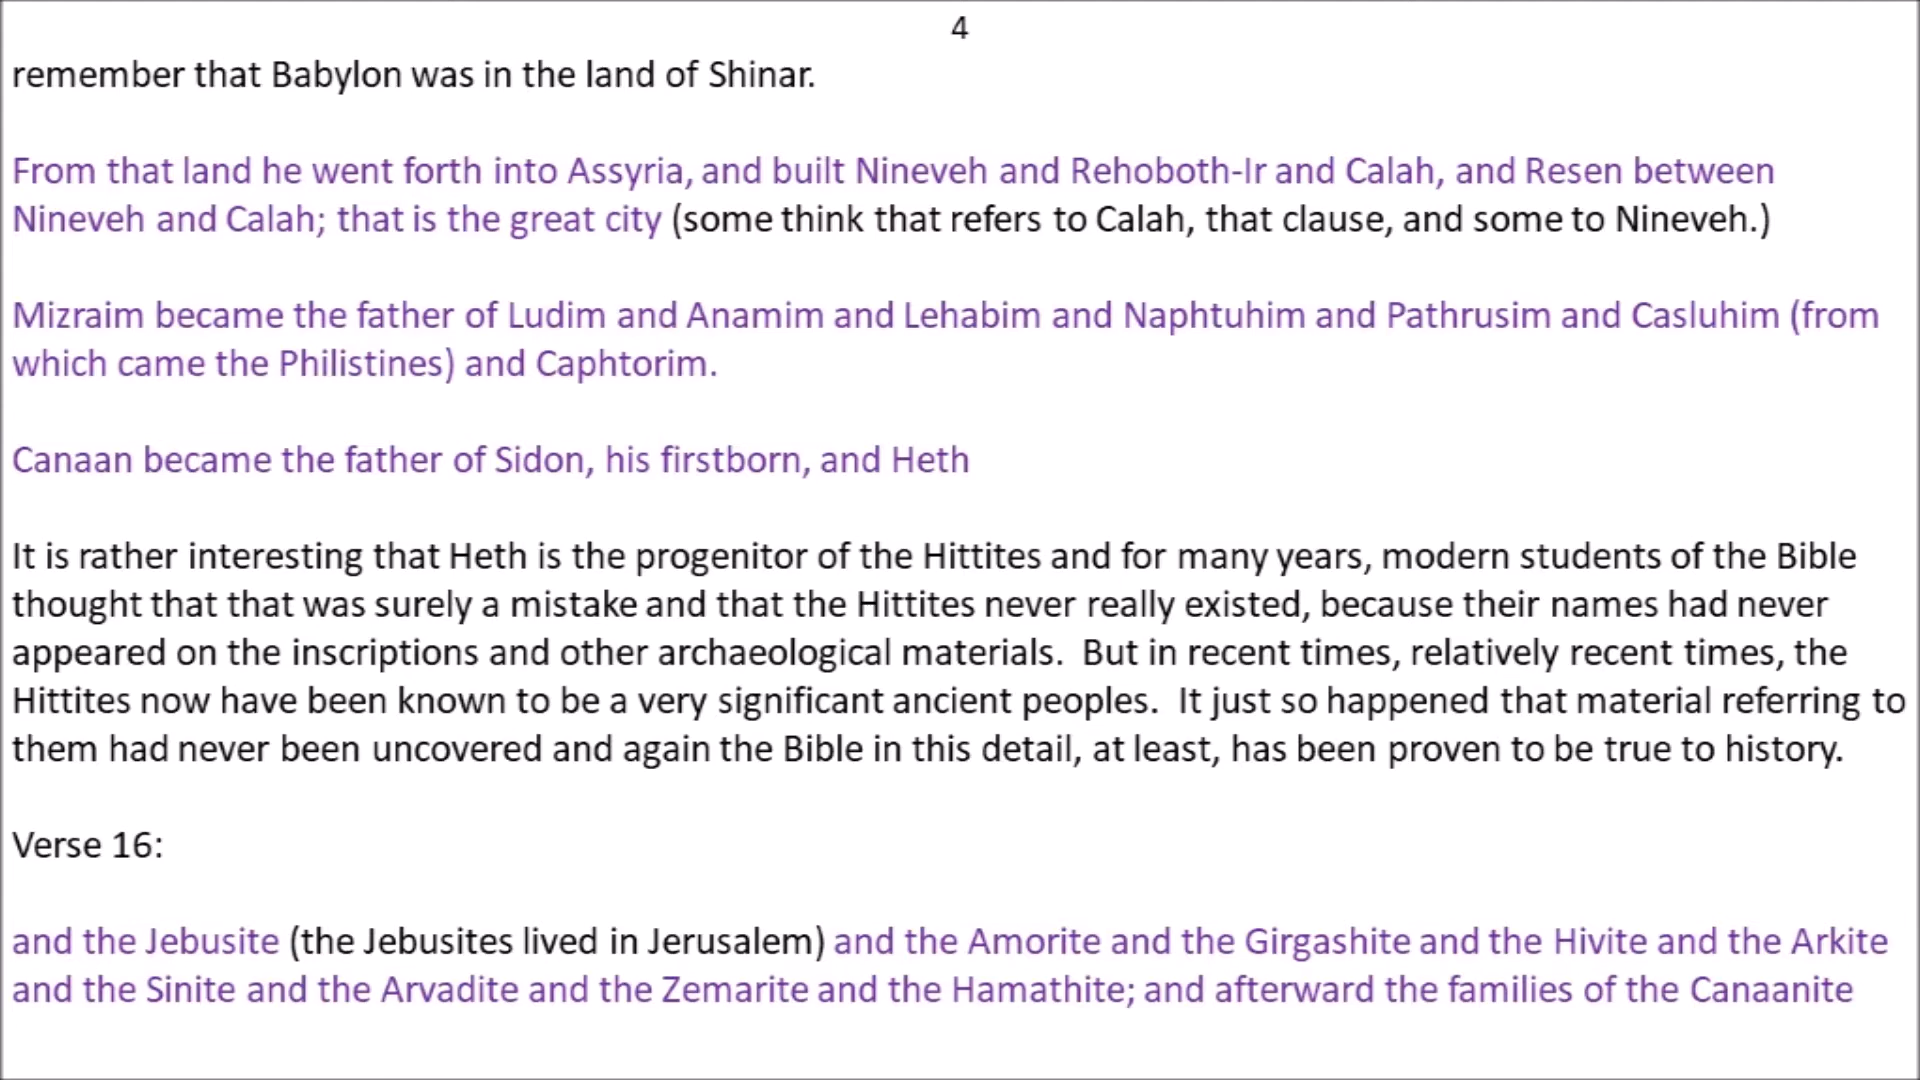 4
remember that Babylon was in the land of Shinar.
From that land he went forth into Assyria, and built Nineveh and Rehoboth-Ir and Calah, and Resen between
Nineveh and Calah; that is the great city (some think that refers to Calah, that clause, and some to Nineveh.)
Mizraim became the father of Ludim and Anamim and Lehabim and Naphtuhim and Pathrusim and Casluhim (from
which came the Philistines) and Caphtorim.
Canaan became the father of Sidon, his firstborn, and Heth
It is rather interesting that Heth is the progenitor of the Hittites and for many years, modern students of the Bible
thought that that was surely a mistake and that the Hittites never really existed, because their names had never
appeared on the inscriptions and other archaeological materials.  But in recent times, relatively recent times, the
Hittites now have been known to be a very significant ancient peoples.  It just so happened that material referring to
them had never been uncovered and again the Bible in this detail, at least, has been proven to be true to history.
Verse 16:
and the Jebusite (the Jebusites lived in Jerusalem) and the Amorite and the Girgashite and the Hivite and the Arkite
and the Sinite and the Arvadite and the Zemarite and the Hamathite; and afterward the families of the Canaanite